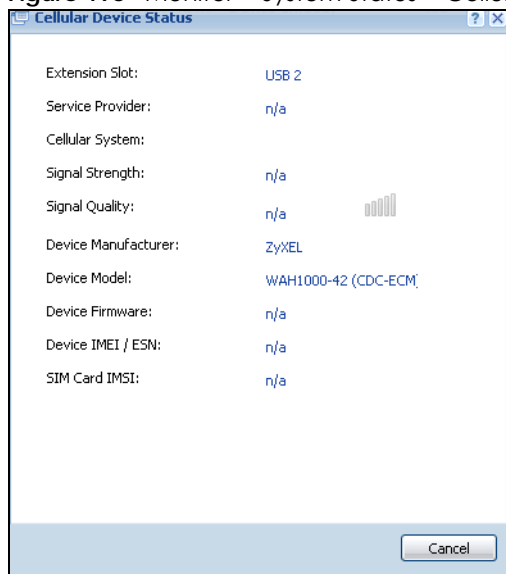 Cellular Device Status
Extension Slot: USB 2
Service Provider: n/a
Cellular System:
Signal Strength: n/a
Signal Quality: n/a
Device Manufacturer: ZyXEL
Device Model: WAH1000-42 (CDC-ECM)
Device Firmware: n/a
Device IMEI / ESN: n/a
SIM Card IMSI: n/a
Cancel